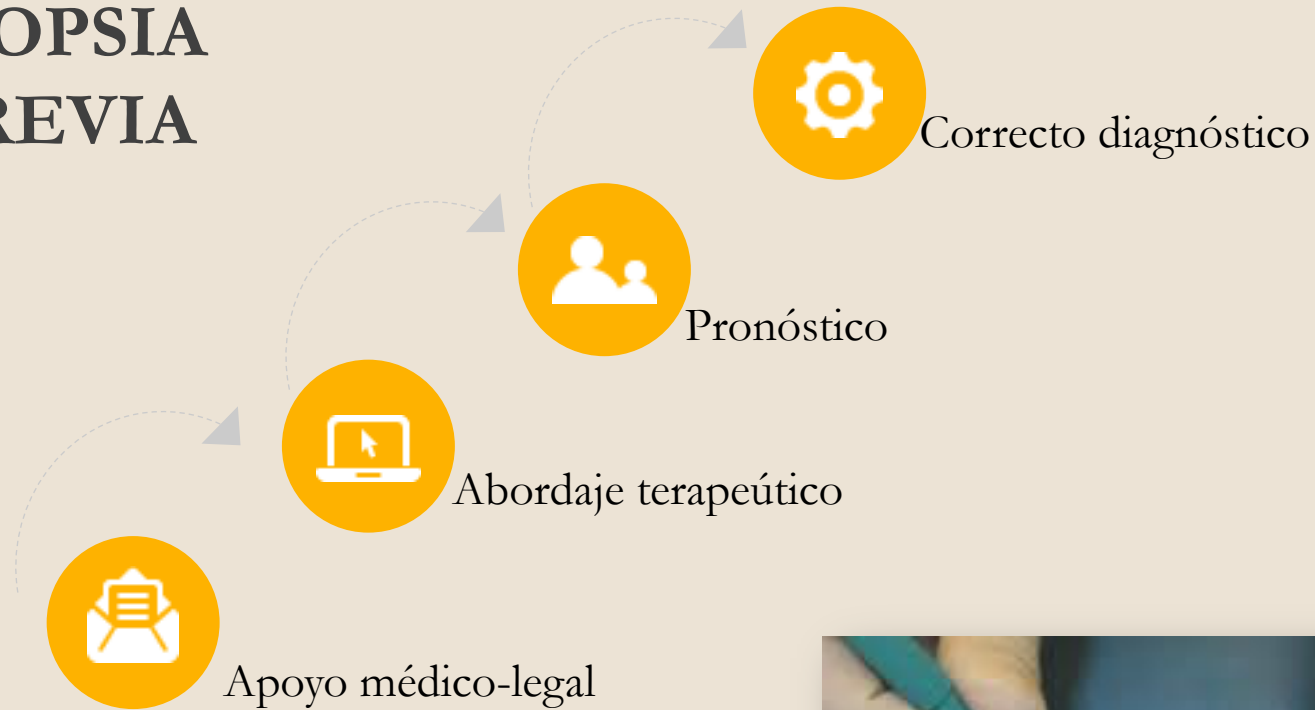 OPSIA
REVIA
Correcto diagnóstico
Pronóstico
Abordaje terapeútico
Apoyo médico-legal